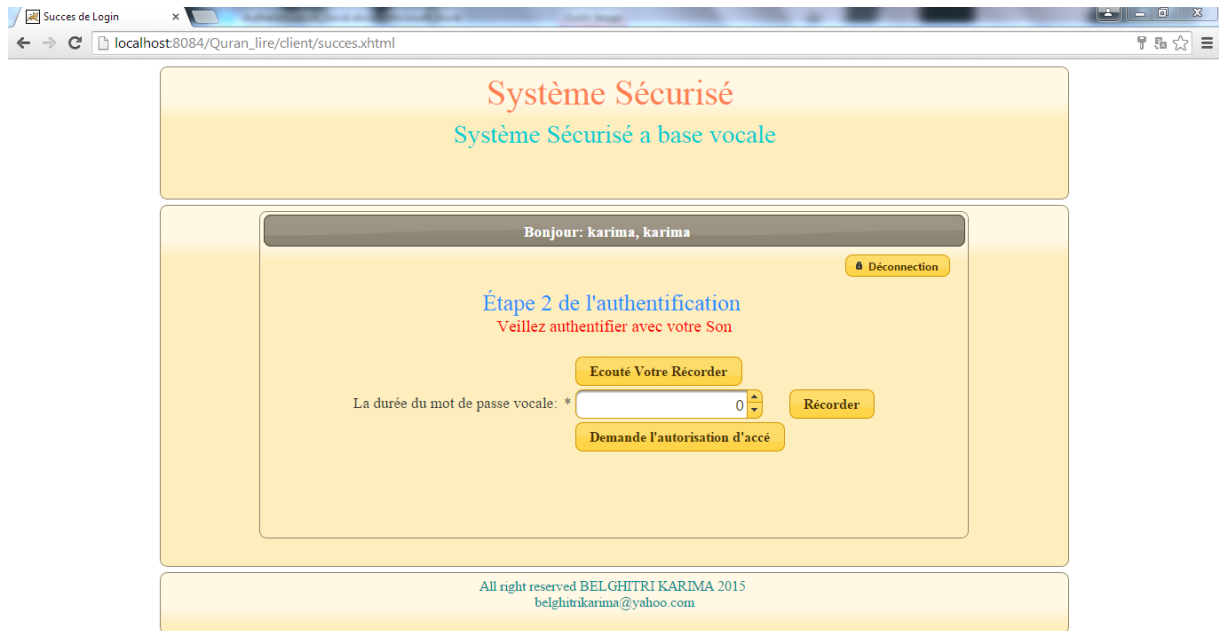 Succes de Login
localhost:8084/Quran_lire/client/succes.xhtml
Système Sécurisé
Système Sécurisé a base vocale
Bonjour: karima, karima
Déconnection
Étape 2 de l'authentification
Veillez authentifier avec votre Son
Ecouté Votre Récorder
La durée du mot de passe vocale: * 0 Récorder
Demande l'autorisation d'accé
All right reserved BELGHITRI KARIMA 2015
belghitrikarima@yahoo.com